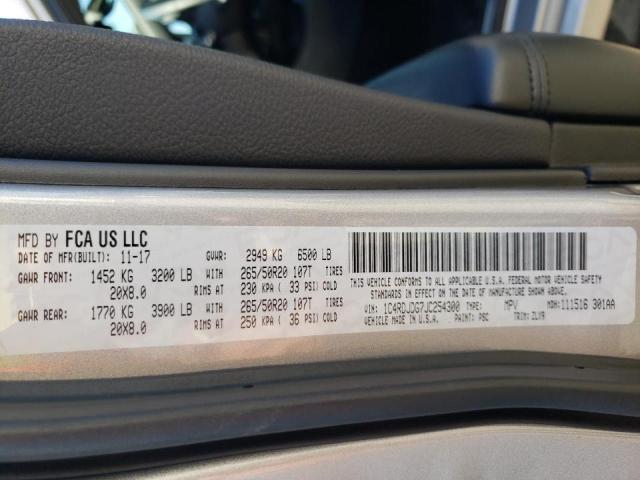 MFD BY FCA US LLC
DATE OF MFR(BUILT): 11-17 GVWR: 2949 KG 6500 LB
GAWR FRONT: 1452 KG 3200 LB WITH 265/50R20 107T TIRES
20X8.0 RIMS AT 230 KPA ( 33 PSI) COLD
GAWR REAR: 1770 KG 3900 LB WITH 265/50R20 107T TIRES
20X8.0 RIMS AT 250 KPA ( 36 PSI) COLD
THIS VEHICLE CONFORMS TO ALL APPLICABLE U.S.A. FEDERAL MOTOR VEHICLE SAFETY
STANDARDS IN EFFECT ON THE DATE OF MANUFACTURE SHOWN ABOVE.
VIN: 1C4RDJDG7JC254300 TYPE: MPV MDH: 111516 301AA
PAINT: PSC TRIM: ZLX9